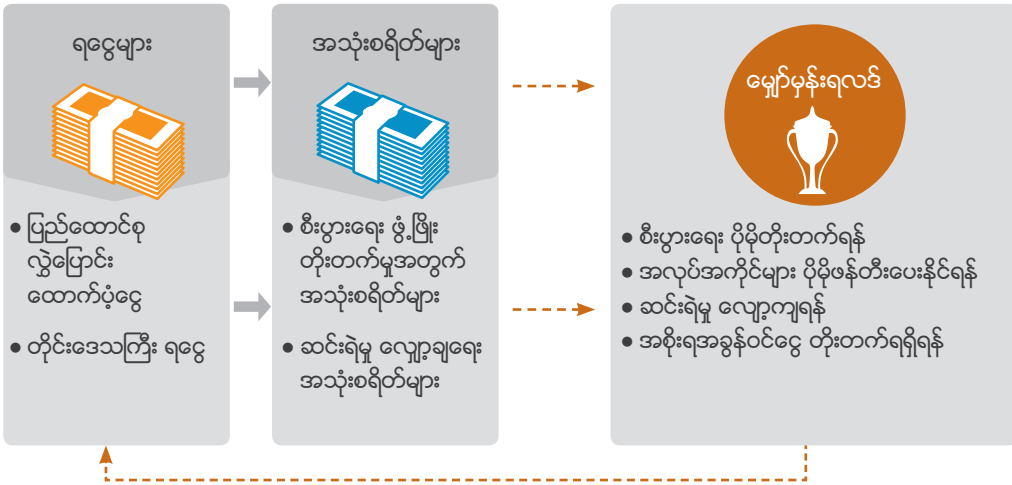 ရငွေများ
● ပြည်ထောင်စု
လွှဲပြောင်း
ထောက်ပံ့ငွေ
● တိုင်းဒေသကြီး ရငွေ
အသုံးစရိတ်များ
● စီးပွားရေး ဖွံ့ဖြိုး
တိုးတက်မှုအတွက်
အသုံးစရိတ်များ
● ဆင်းရဲမှု လျှော့ချရေး
အသုံးစရိတ်များ
မျှော်မှန်းရလဒ်
● စီးပွားရေး ပိုမိုတိုးတက်ရန်
● အလုပ်အကိုင်များ ပိုမိုဖန်တီးပေးနိုင်ရန်
● ဆင်းရဲမှု လျော့ကျရန်
● အစိုးရအခွန်ဝင်ငွေ တိုးတက်ရရှိရန်